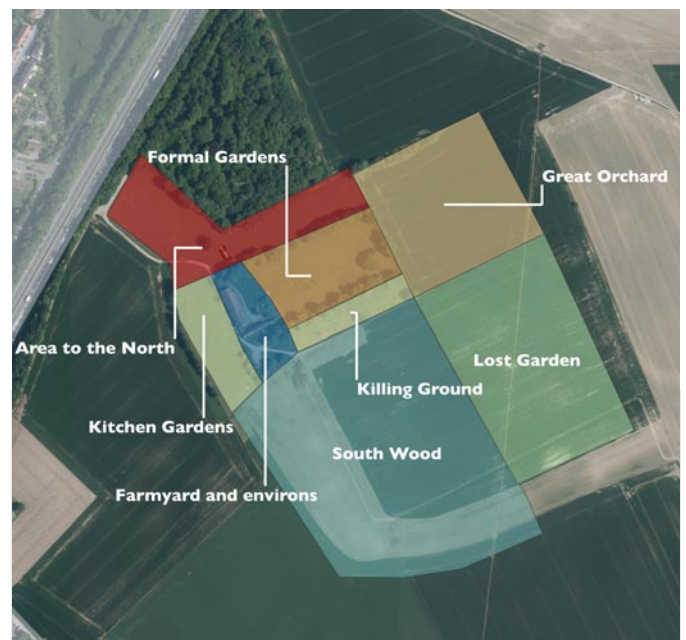 Formal Gardens
Great Orchard
Area to the North
Lost Garden
Killing Ground
Kitchen Gardens
South Wood
Farmyard and environs